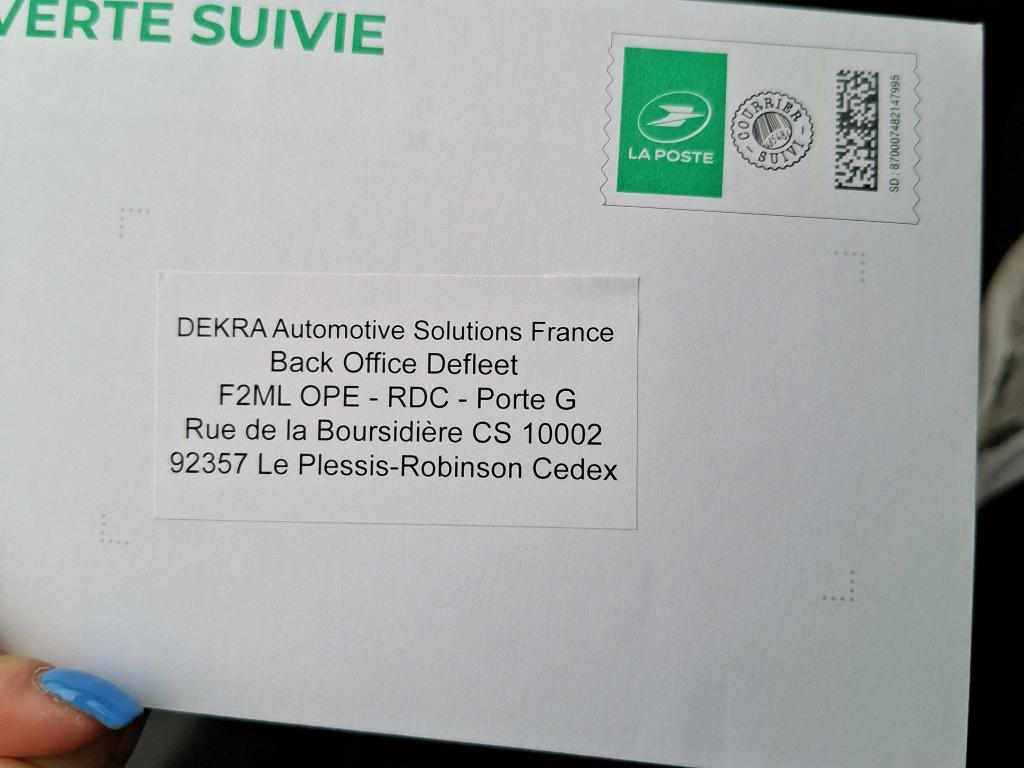 VERTE SUIVIE
LA POSTE
COURRIER
SUIVI
SD : 870007482147996
DEKRA Automotive Solutions France
Back Office Defleet
F2ML OPE - RDC - Porte G
Rue de la Boursidière CS 10002
92357 Le Plessis-Robinson Cedex